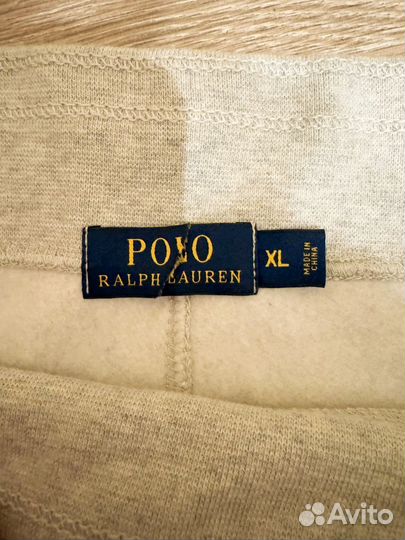 POLO
RALPH LAUREN
XL
MADE IN
CHINA
Avito